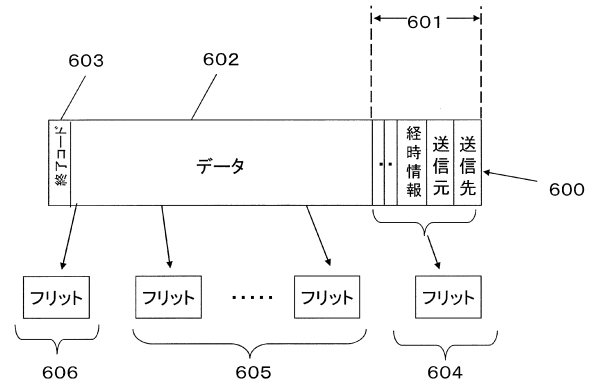 601
603
602
終了コード
データ
‥
経時情報
送信元
送信先
600
フリット
フリット
・・・・・
フリット
フリット
606
605
604